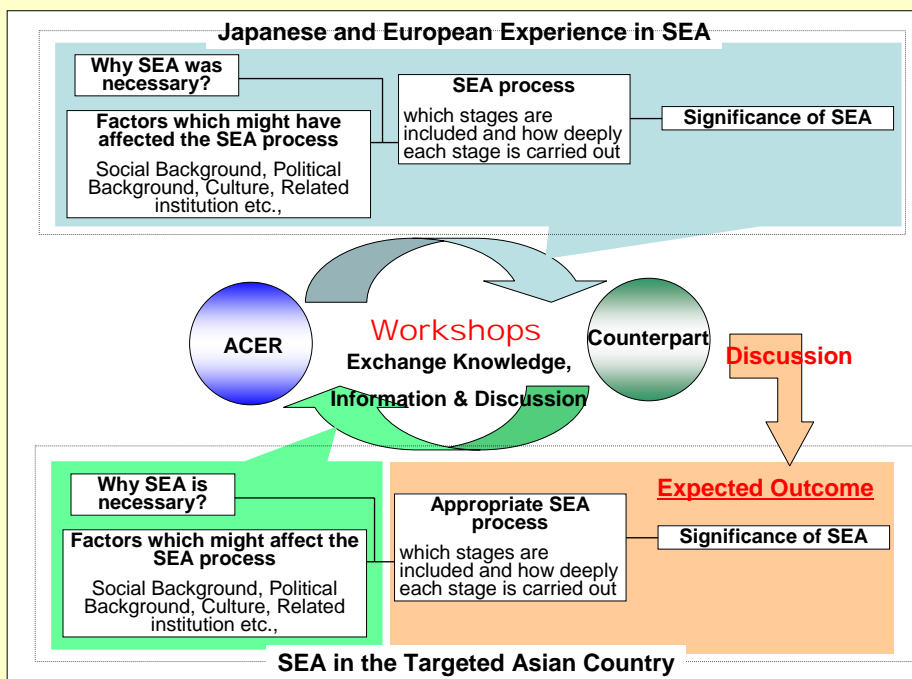 Japanese and European Experience in SEA
Why SEA was
necessary?
Factors which might have
affected the SEA process
Social Background, Political
Background, Culture, Related
institution etc.,
SEA process
which stages are
included and how deeply
each stage is carried out
Significance of SEA
ACER
Workshops
Exchange Knowledge,
Information & Discussion
Counterpart
Discussion
Why SEA is
necessary?
Factors which might affect the
SEA process
Social Background, Political
Background, Culture, Related
institution etc.,
Appropriate SEA
process
which stages are
included and how deeply
each stage is carried out
Expected Outcome
Significance of SEA
SEA in the Targeted Asian Country